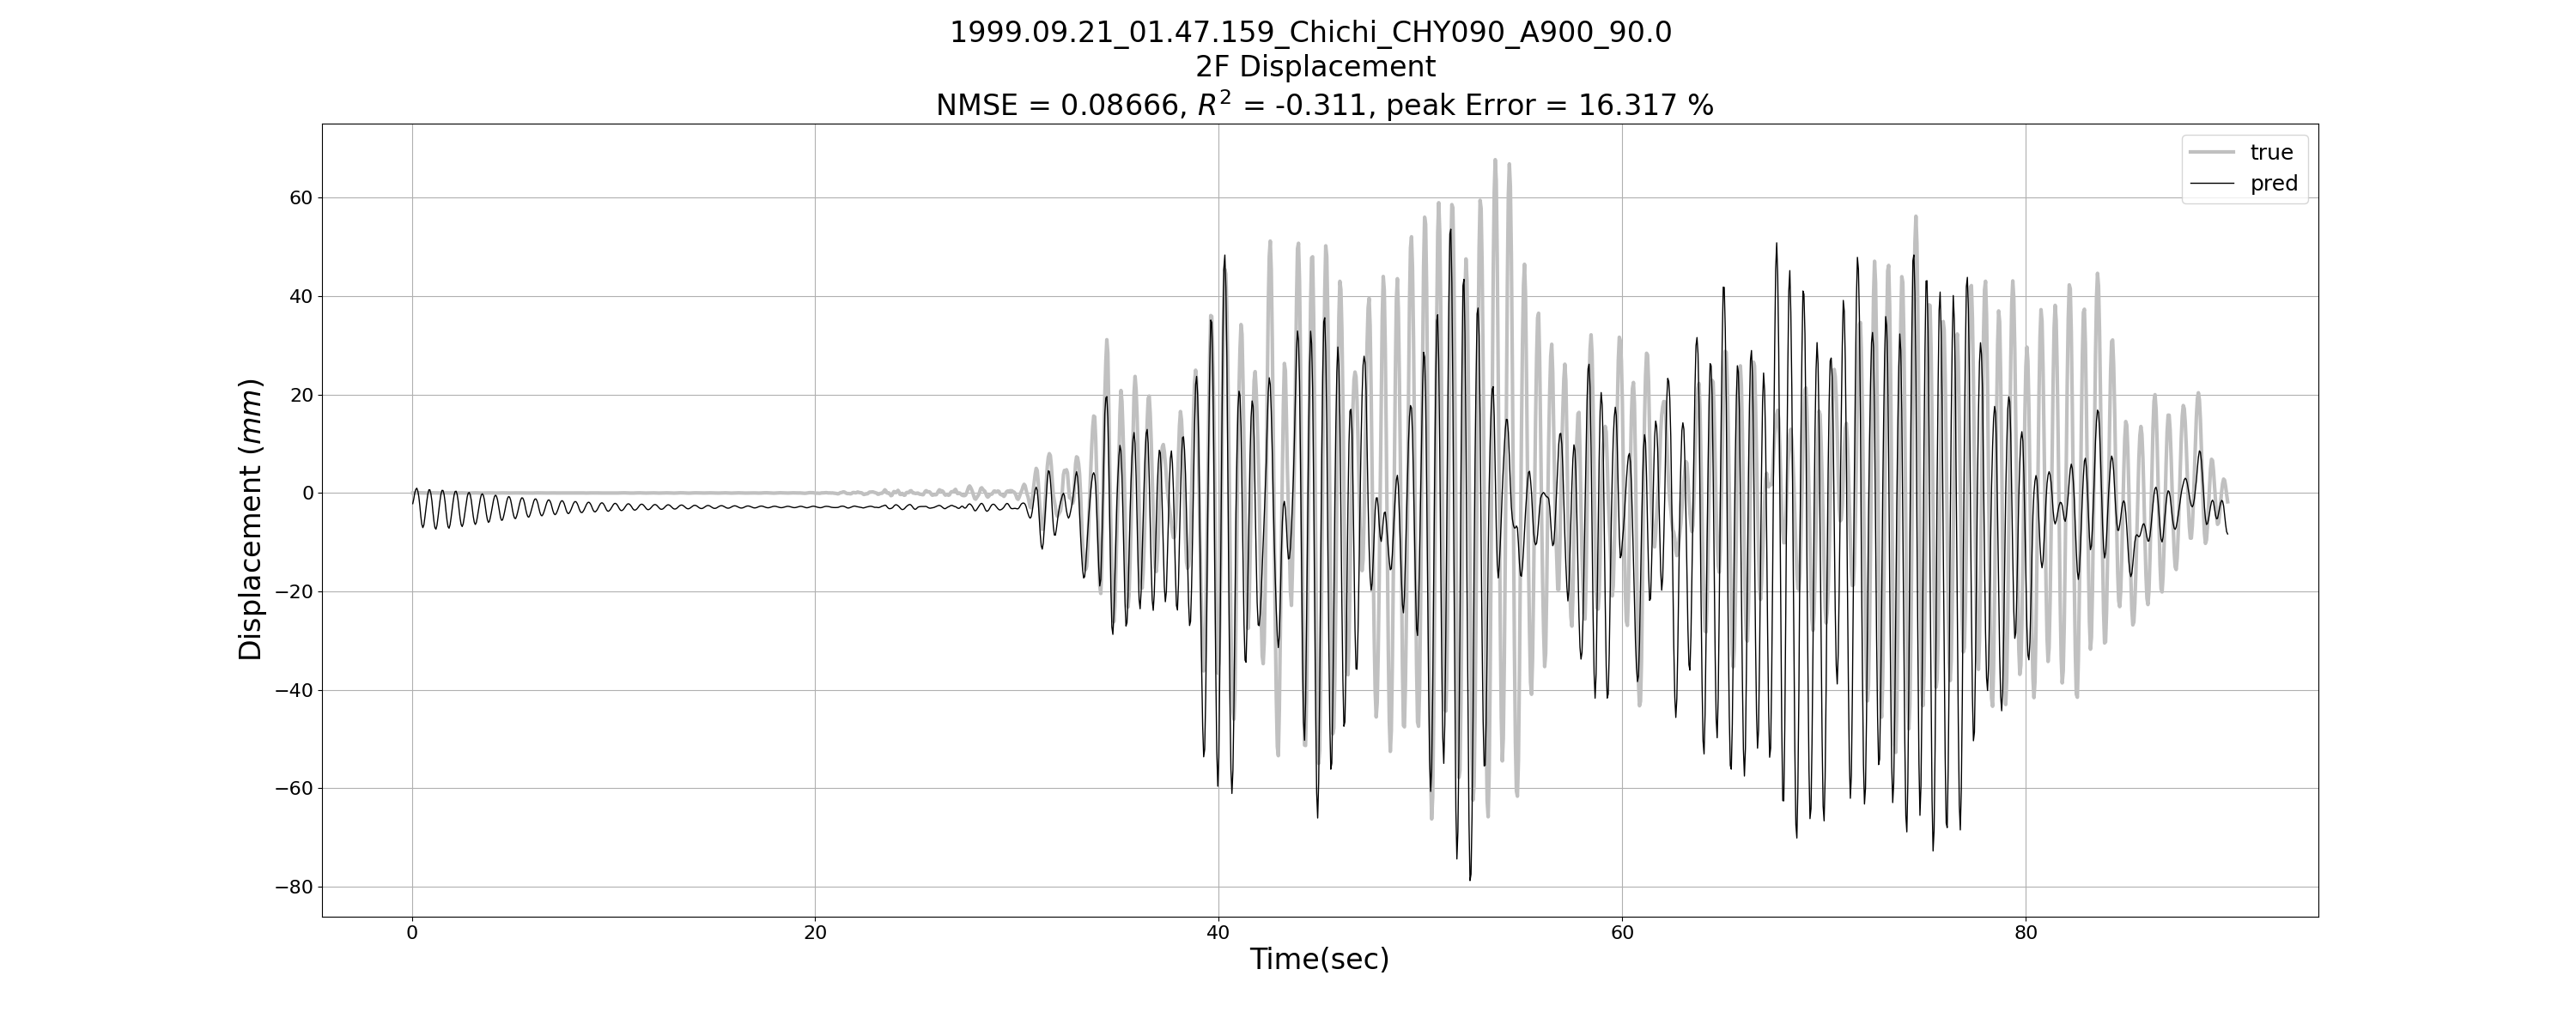 1999.09.21_01.47.159_Chichi_CHY090_A900_90.0
2F Displacement
NMSE = 0.08666, R² = -0.311, peak Error = 16.317 %
true
pred
60
40
20
0
−20
−40
−60
−80
Displacement (mm)
0 20 40 60 80
Time(sec)